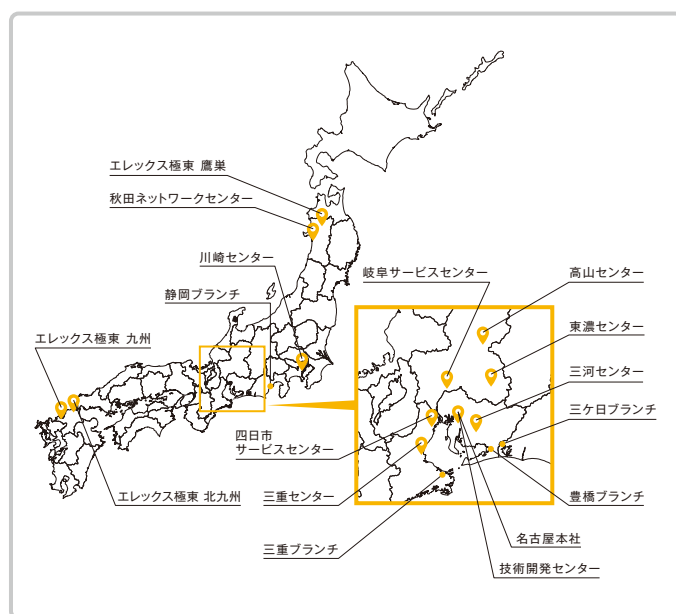 エレックス極東 鷹巣
秋田ネットワークセンター
川崎センター
静岡ブランチ
岐阜サービスセンター
高山センター
東濃センター
エレックス極東 九州
三河センター
三ケ日ブランチ
四日市
サービスセンター
エレックス極東 北九州
三重センター
豊橋ブランチ
名古屋本社
三重ブランチ
技術開発センター